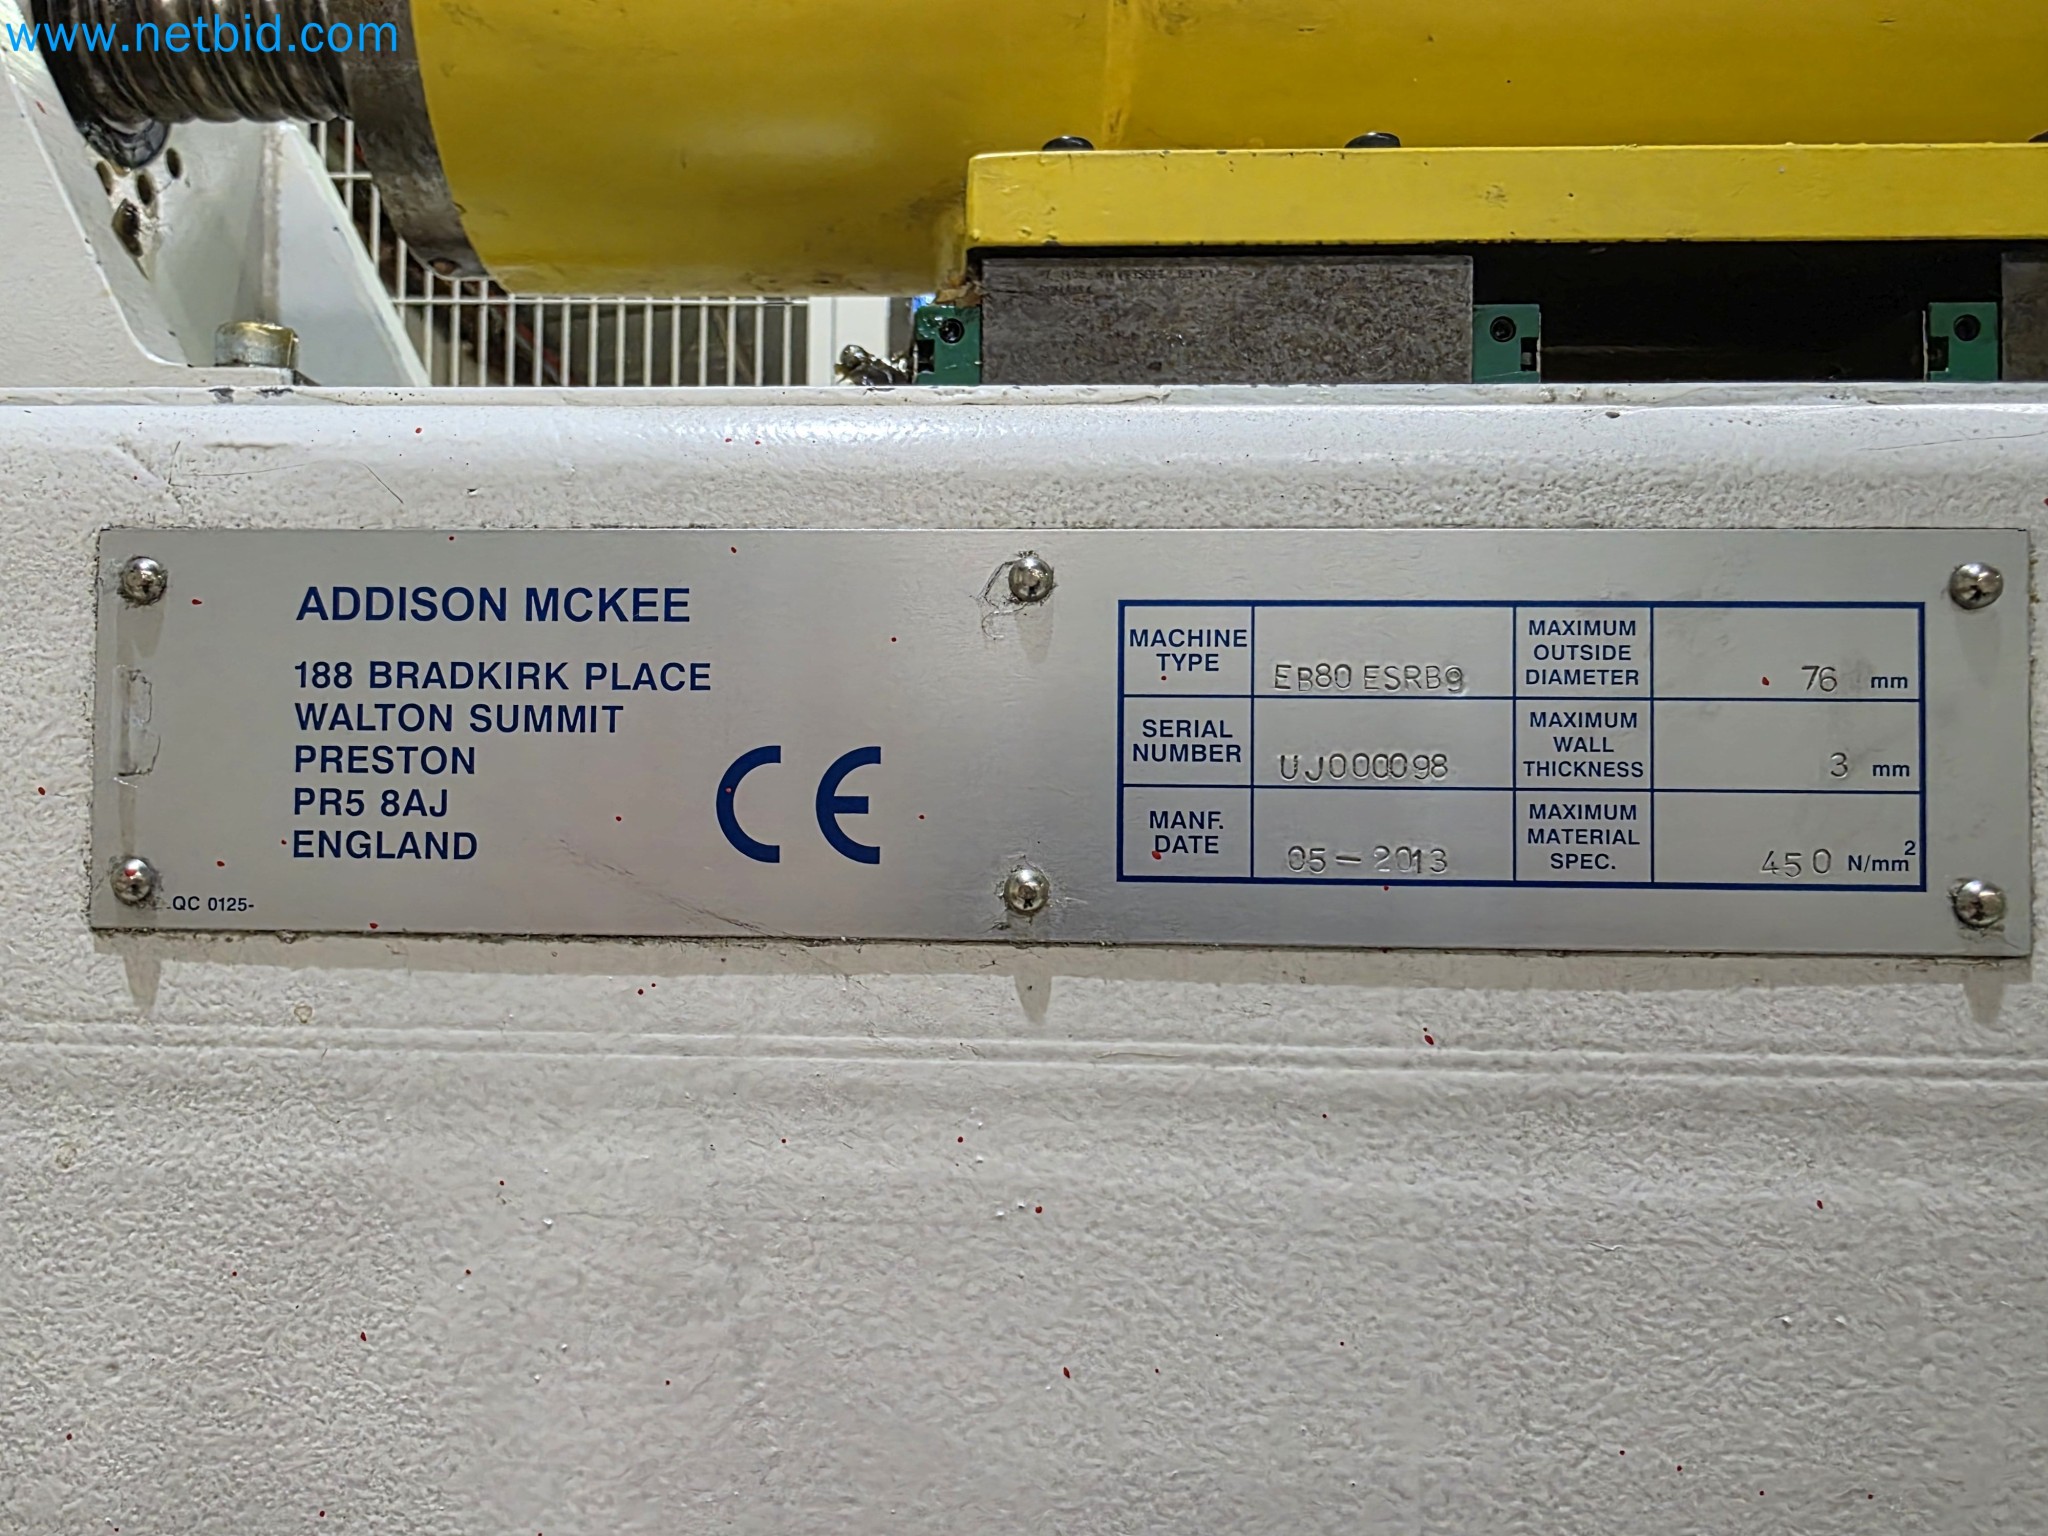 www.netbid.com
ADDISON MCKEE
188 BRADKIRK PLACE
WALTON SUMMIT
PRESTON
PR5 8AJ
ENGLAND
CE
QC 0125-
MACHINE TYPE EB80 ESRB9
MAXIMUM OUTSIDE DIAMETER 76 mm
SERIAL NUMBER UJ000098
MAXIMUM WALL THICKNESS 3 mm
MANF. DATE 05-2013
MAXIMUM MATERIAL SPEC. 450 N/mm²